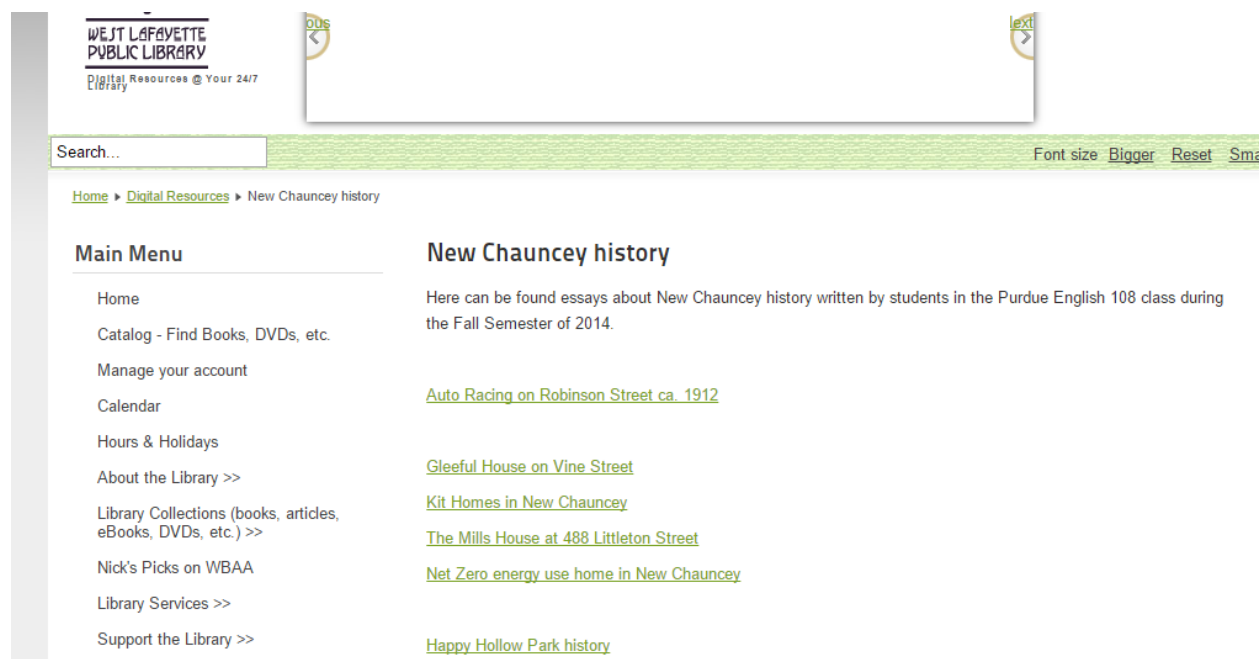 WEST LAFAYETTE
PUBLIC LIBRARY
Digital Resources @ Your 24/7
Library
ous
lext
Search...
Font size Bigger Reset Sma
Home ▸ Digital Resources ▸ New Chauncey history
Main Menu
Home
Catalog - Find Books, DVDs, etc.
Manage your account
Calendar
Hours & Holidays
About the Library >>
Library Collections (books, articles,
eBooks, DVDs, etc.) >>
Nick's Picks on WBAA
Library Services >>
Support the Library >>
New Chauncey history
Here can be found essays about New Chauncey history written by students in the Purdue English 108 class during
the Fall Semester of 2014.
Auto Racing on Robinson Street ca. 1912
Gleeful House on Vine Street
Kit Homes in New Chauncey
The Mills House at 488 Littleton Street
Net Zero energy use home in New Chauncey
Happy Hollow Park history